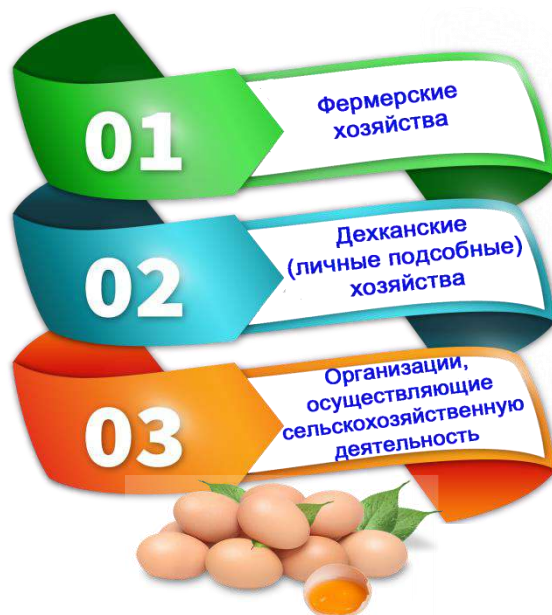 01
Фермерские
хозяйства
02
Дехканские
(личные подсобные)
хозяйства
03
Организации,
осуществляющие
сельскохозяйственную
деятельность